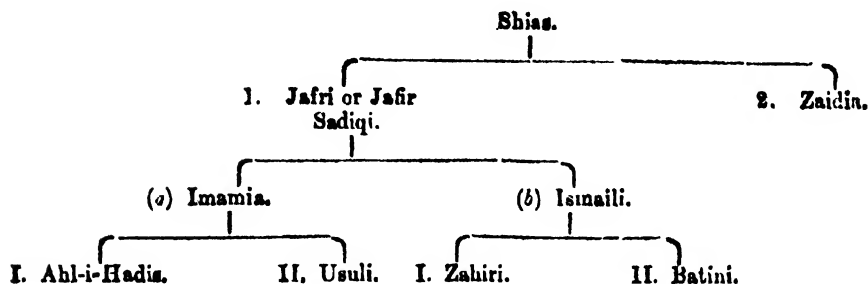 Shias.
1. Jafri or Jafir 2. Zaidia.
Sadiqi.
(a) Imamia. (b) Ismaili.
I. Ahl-i-Hadis. II. Usuli. I. Zahiri. II. Batini.